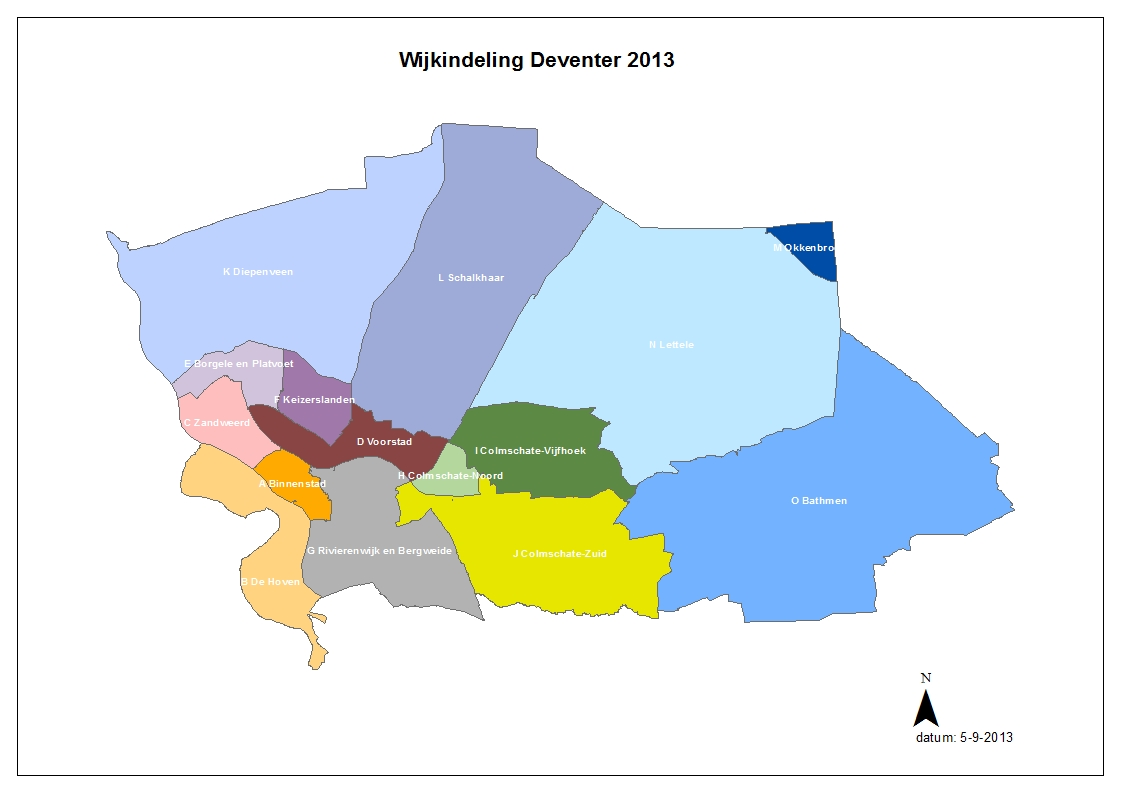 Wijkindeling Deventer 2013
K Diepenveen
L Schalkhaar
M Okkenbro
N Lettele
E Borgele en Platvoet
F Keizerslanden
C Zandweerd
D Voorstad
I Colmschate-Vijfhoek
H Colmschate-Noord
A Binnenstad
O Bathmen
G Rivierenwijk en Bergweide
J Colmschate-Zuid
B De Hoven
N
datum: 5-9-2013